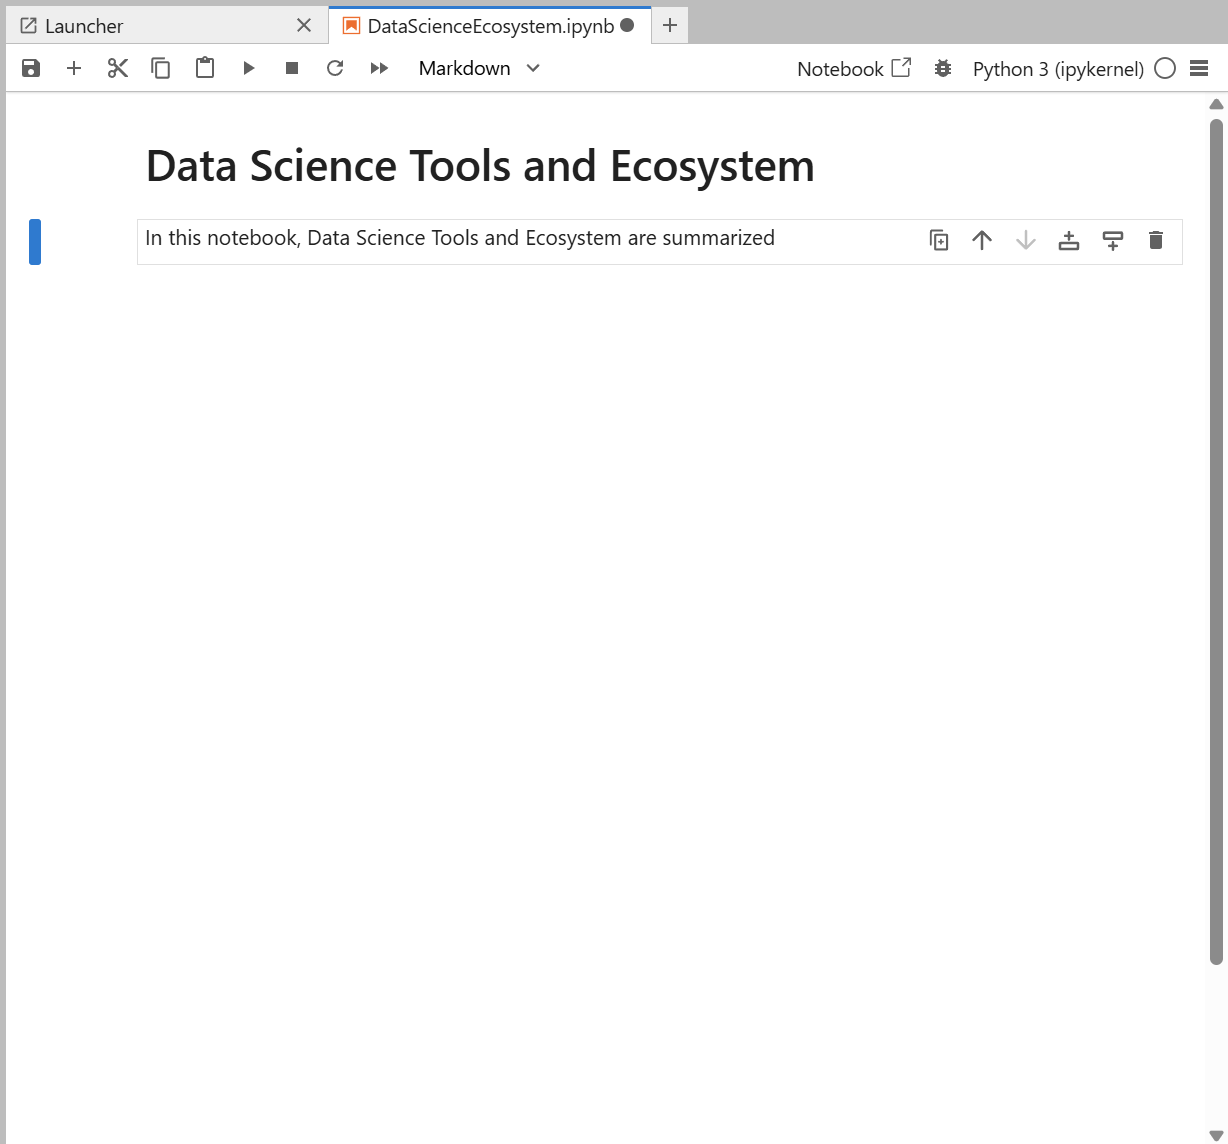 Launcher
DataScienceEcosystem.ipynb
Markdown
Notebook
Python 3 (ipykernel)
Data Science Tools and Ecosystem
In this notebook, Data Science Tools and Ecosystem are summarized